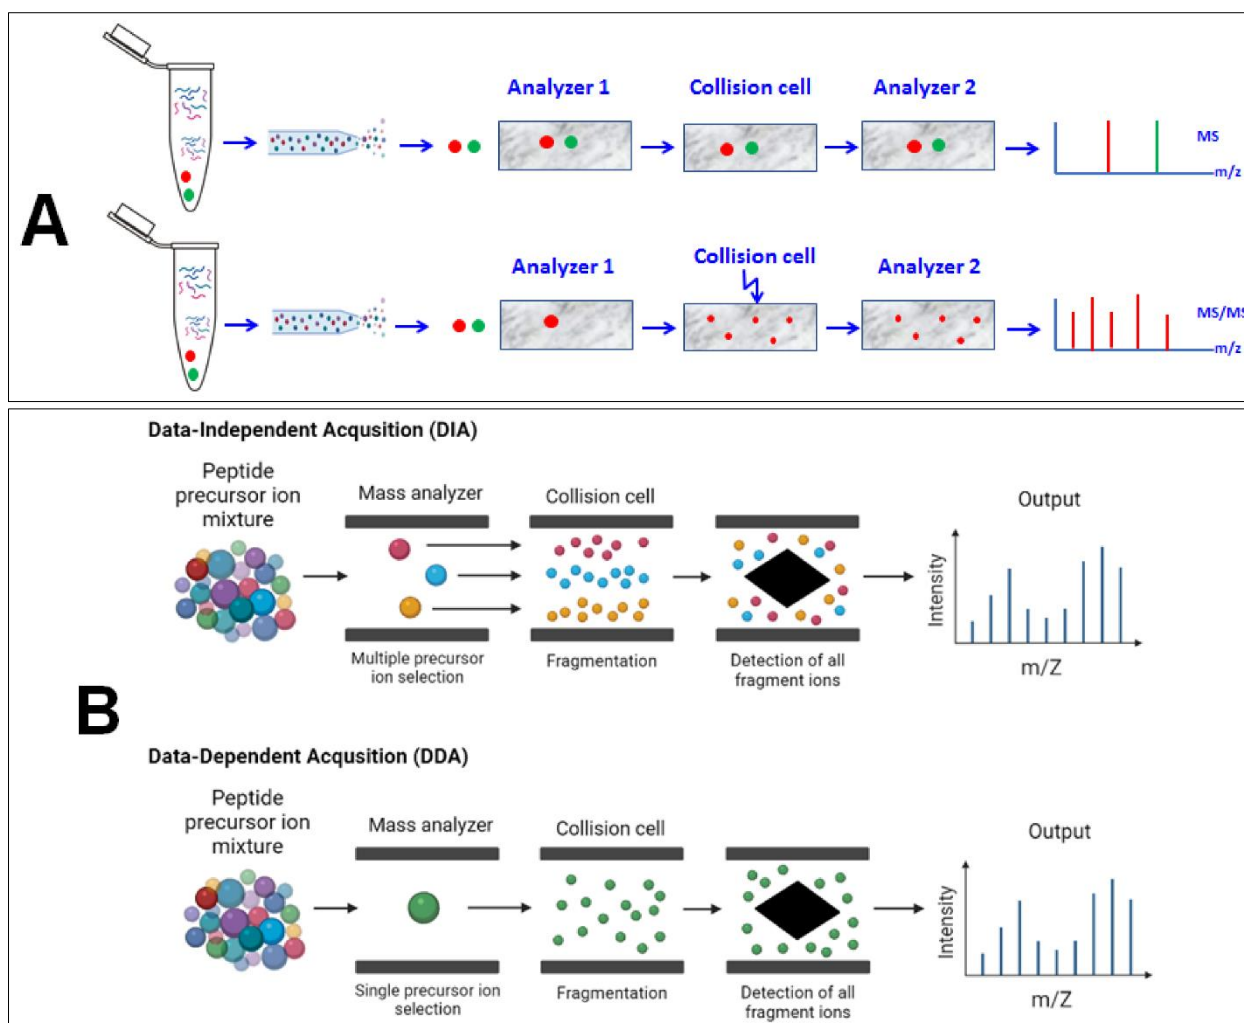 Analyzer 1
Collision cell
Analyzer 2
MS
m/z
A
Analyzer 1
Collision cell
Analyzer 2
MS/MS
m/z
Data-Independent Acqusition (DIA)
Peptide
precursor ion
mixture
Mass analyzer
Collision cell
Output
Intensity
m/Z
Multiple precursor
ion selection
Fragmentation
Detection of all
fragment ions
B
Data-Dependent Acqusition (DDA)
Peptide
precursor ion
mixture
Mass analyzer
Collision cell
Output
Intensity
m/Z
Single precursor ion
selection
Fragmentation
Detection of all
fragment ions